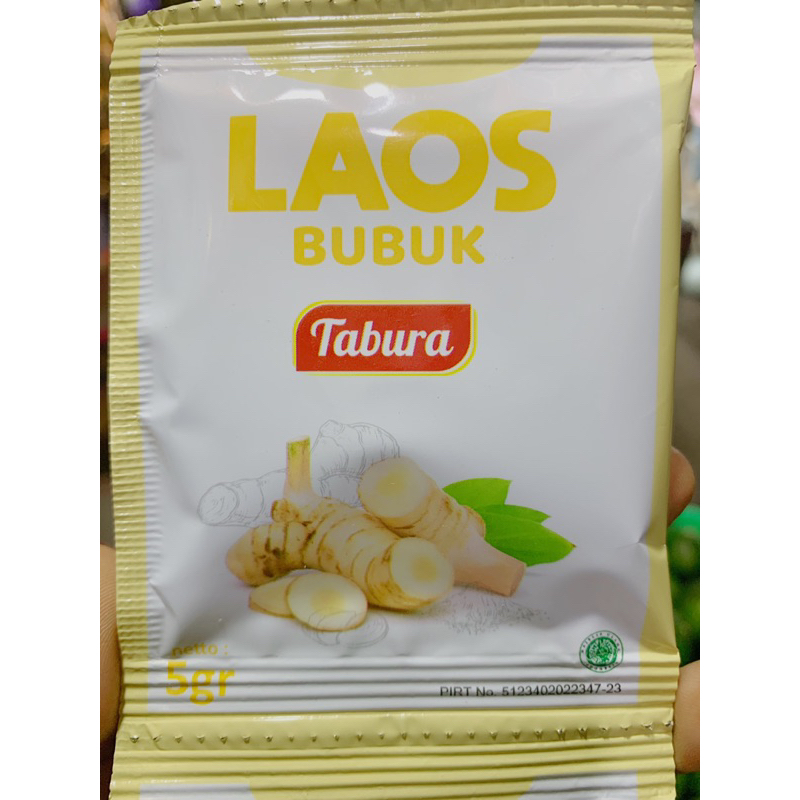 LAOS
BUBUK
Tabura
netto :
5gr
PIRT No. 5123402022347-23